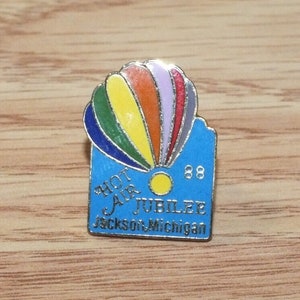 88
HOT
AIR
JUBILEE
Jackson, Michigan